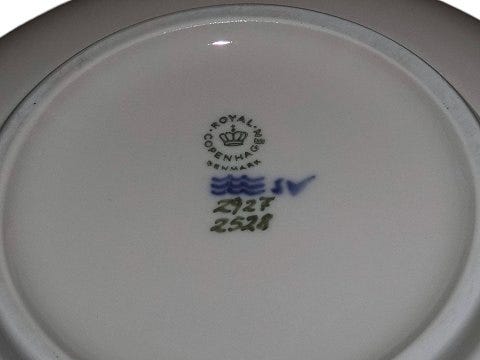 ROYAL COPENHAGEN
DENMARK
SV
2927
2528